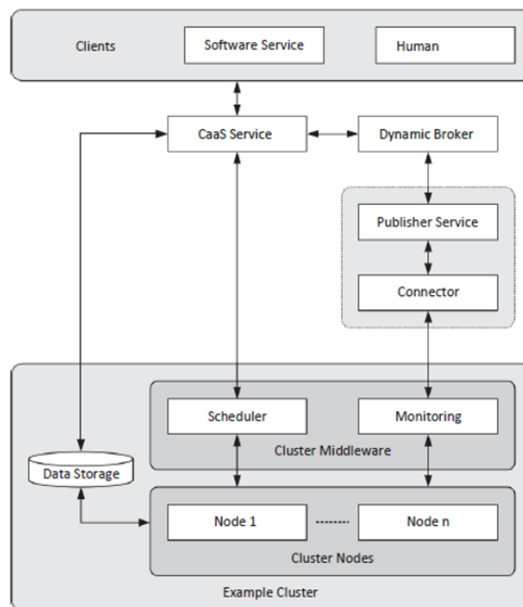 Clients
Software Service
Human
CaaS Service
Dynamic Broker
Publisher Service
Connector
Scheduler
Monitoring
Cluster Middleware
Data Storage
Node 1
Node n
Cluster Nodes
Example Cluster